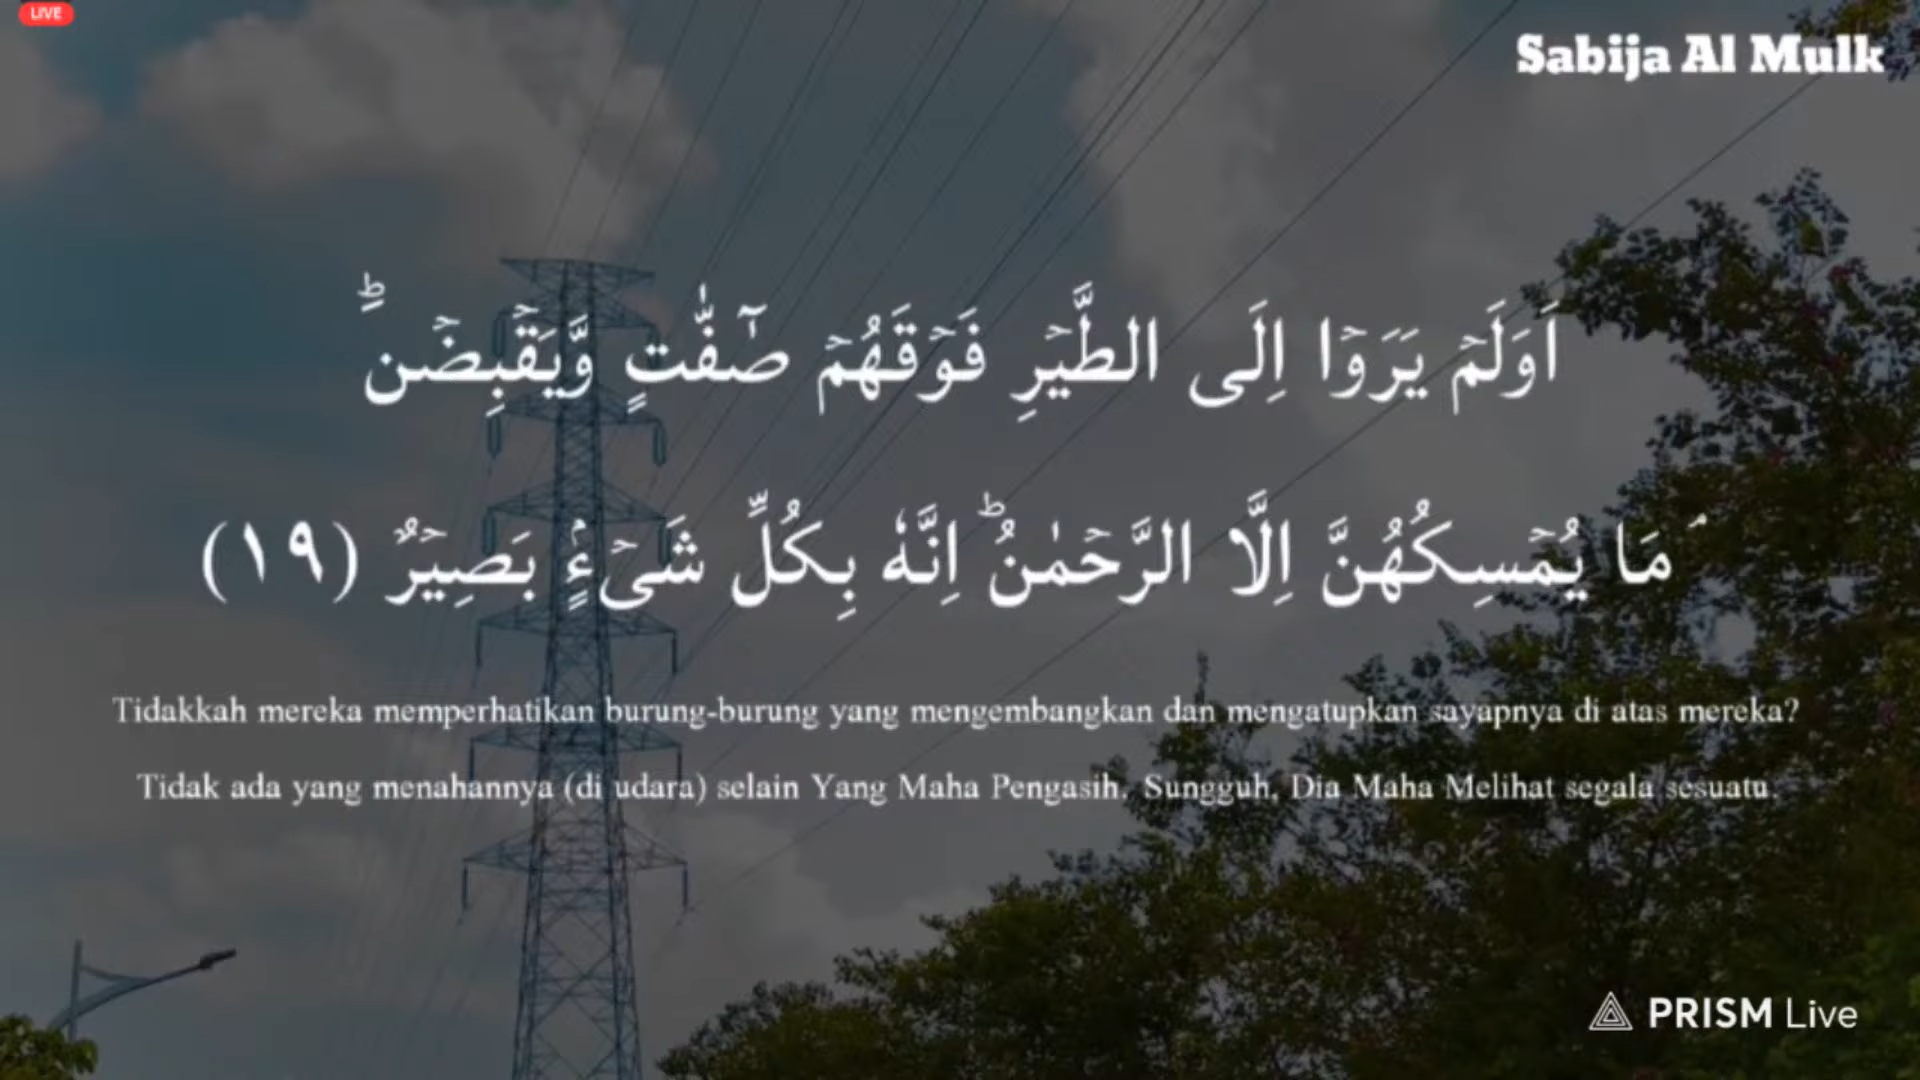 LIVE
Sabija Al Mulk
اَوَلَمۡ يَرَوۡا اِلَى الطَّيۡرِ فَوۡقَهُمۡ صٰٓفّٰتٍ وَّيَقۡبِضۡنَ ؕ
مَا يُمۡسِكُهُنَّ اِلَّا الرَّحۡمٰنُ ؕ اِنَّهٗ بِكُلِّ شَىۡءٍۢ بَصِيۡرٌ (١٩)
Tidakkah mereka memperhatikan burung-burung yang mengembangkan dan mengatupkan sayapnya di atas mereka?
Tidak ada yang menahannya (di udara) selain Yang Maha Pengasih. Sungguh, Dia Maha Melihat segala sesuatu.
PRISM Live